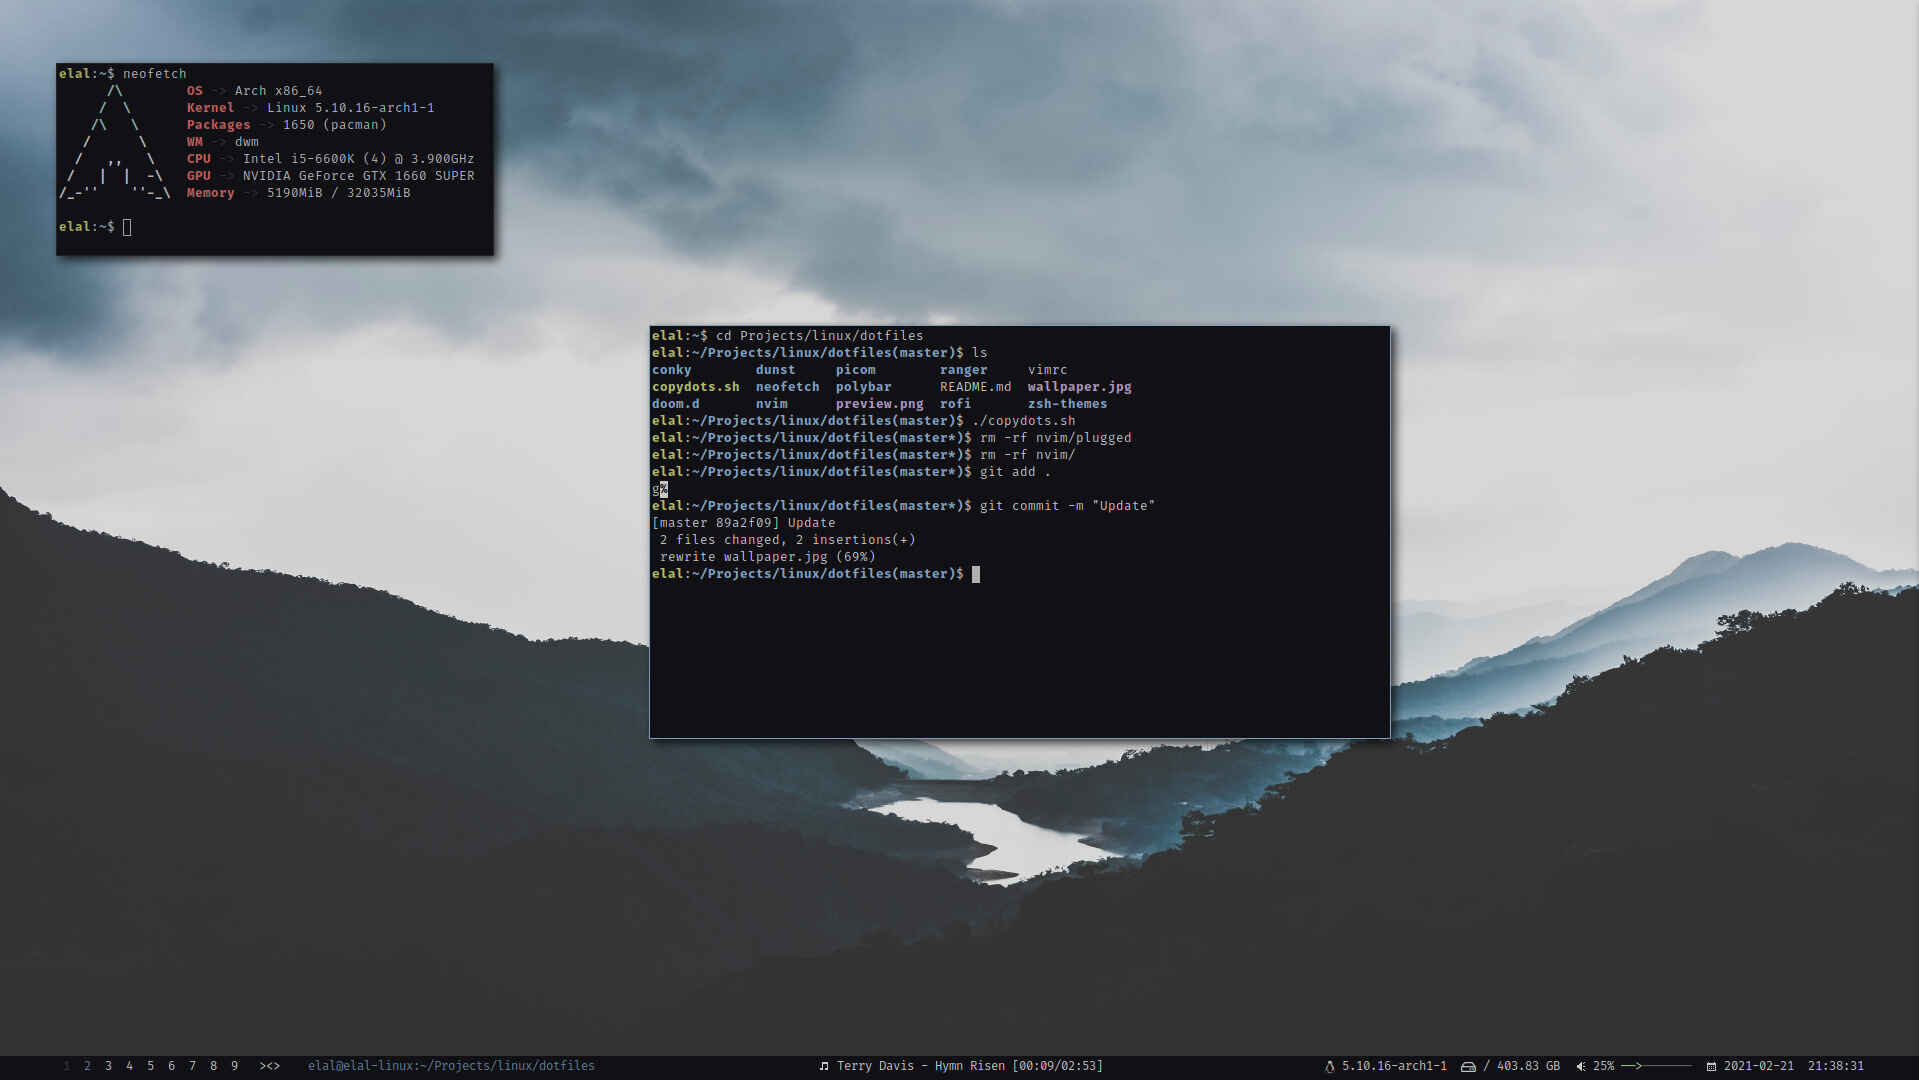 elal:~$ neofetch
OS -> Arch x86_64
Kernel -> Linux 5.10.16-arch1-1
Packages -> 1650 (pacman)
WM -> dwm
CPU -> Intel i5-6600K (4) @ 3.900GHz
GPU -> NVIDIA GeForce GTX 1660 SUPER
Memory -> 5190MiB / 32035MiB
elal:~$
elal:~$ cd Projects/linux/dotfiles
elal:~/Projects/linux/dotfiles(master)$ ls
conky dunst picom ranger vimrc
copydots.sh neofetch polybar README.md wallpaper.jpg
doom.d nvim preview.png rofi zsh-themes
elal:~/Projects/linux/dotfiles(master)$ ./copydots.sh
elal:~/Projects/linux/dotfiles(master*)$ rm -rf nvim/plugged
elal:~/Projects/linux/dotfiles(master*)$ rm -rf nvim/
elal:~/Projects/linux/dotfiles(master*)$ git add .
g%
elal:~/Projects/linux/dotfiles(master*)$ git commit -m "Update"
[master 89a2f09] Update
2 files changed, 2 insertions(+)
rewrite wallpaper.jpg (69%)
elal:~/Projects/linux/dotfiles(master)$
1 2 3 4 5 6 7 8 9 ><> elal@elal-linux:~/Projects/linux/dotfiles
Terry Davis - Hymn Risen [00:09/02:53]
5.10.16-arch1-1 / 403.83 GB 25% 2021-02-21 21:38:31